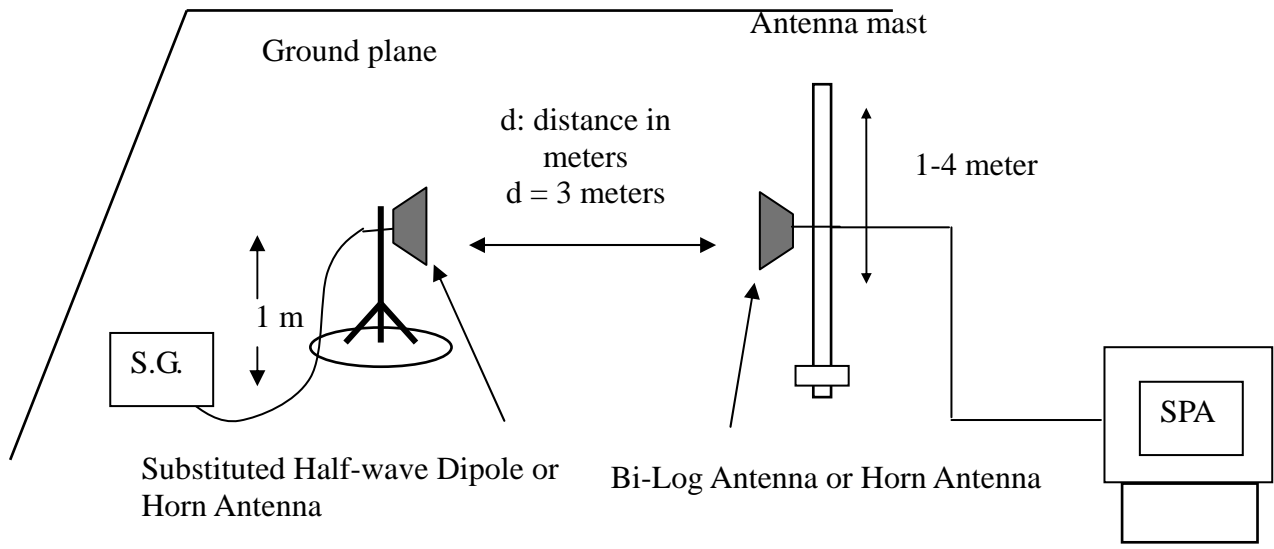 Ground plane
Antenna mast
d: distance in
meters
d = 3 meters
1-4 meter
1 m
S.G.
SPA
Substituted Half-wave Dipole or
Horn Antenna
Bi-Log Antenna or Horn Antenna